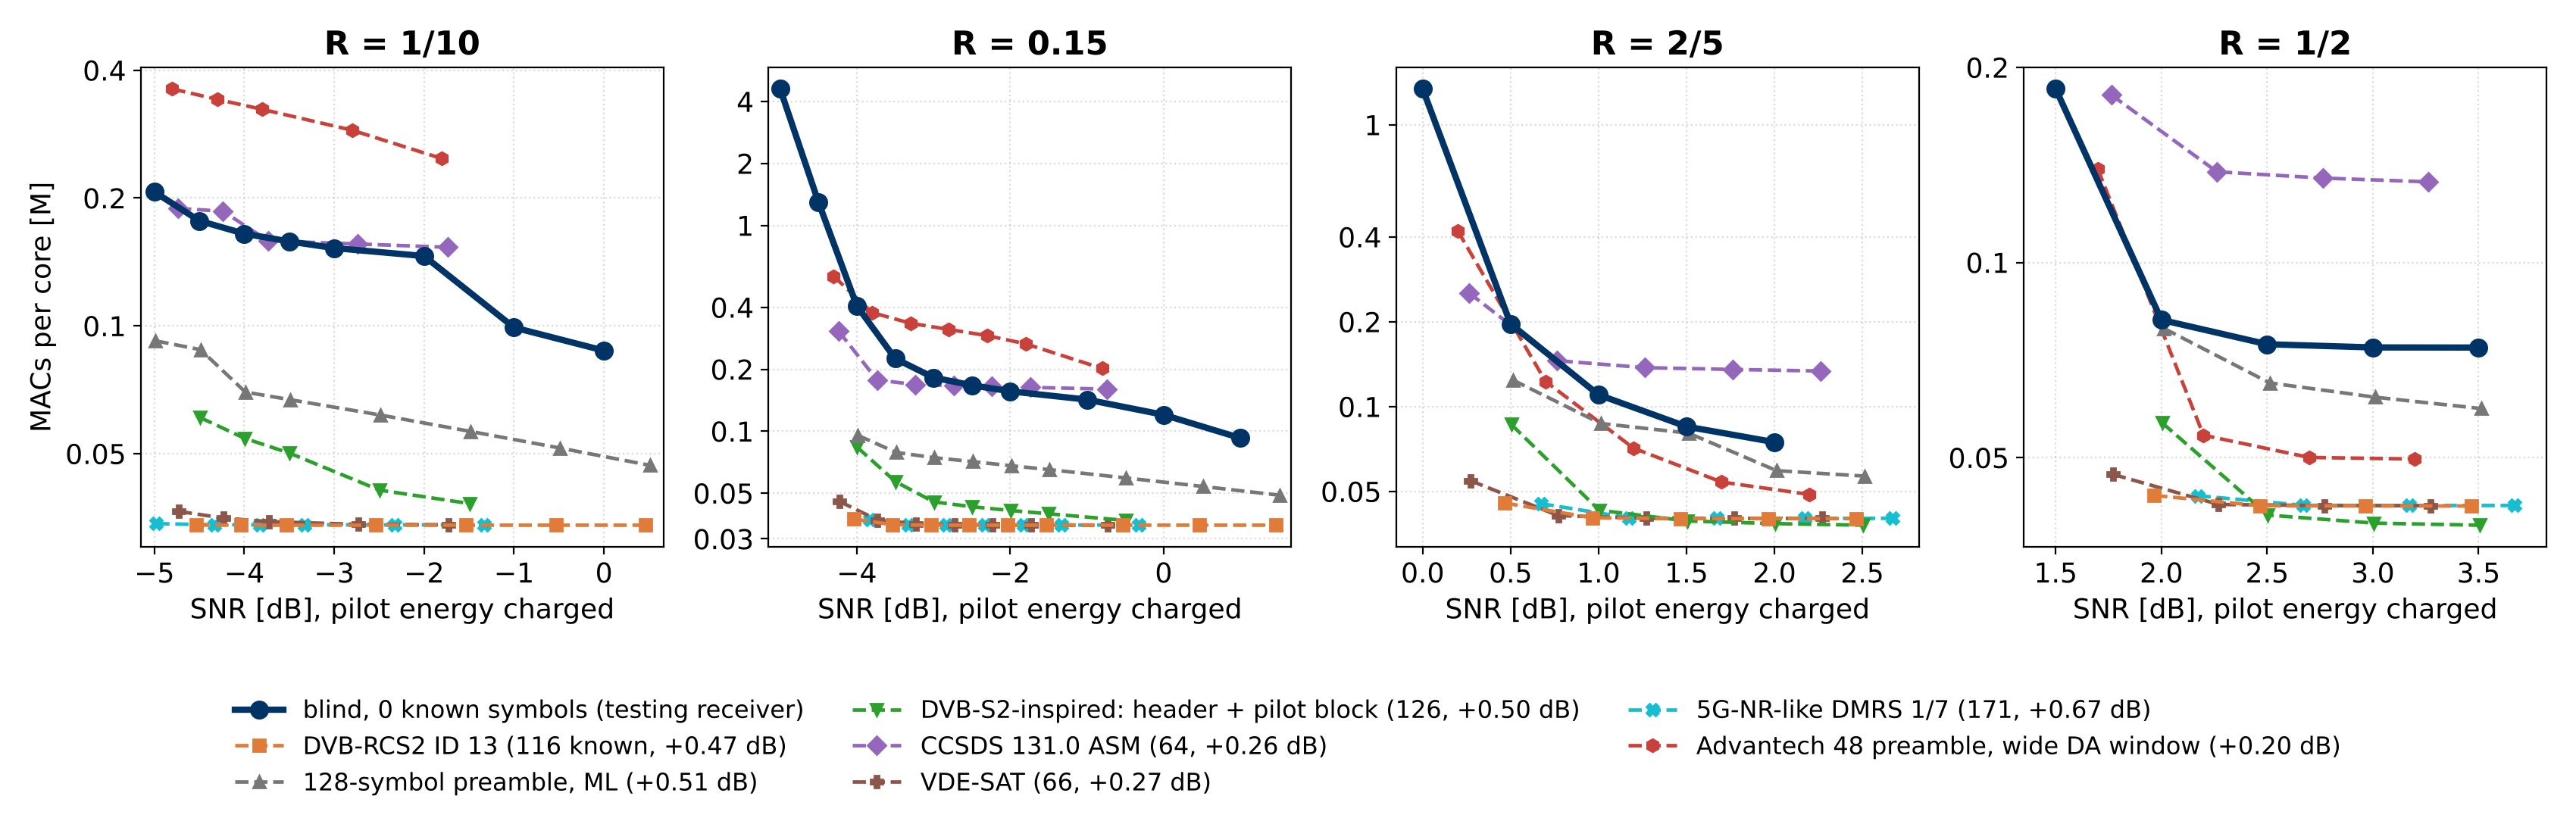 R = 1/10
R = 0.15
R = 2/5
R = 1/2
MACs per core [M]
0.4
0.2
0.1
0.05
−5 −4 −3 −2 −1 0
SNR [dB], pilot energy charged
4
2
1
0.4
0.2
0.1
0.05
0.03
−4 −2 0
SNR [dB], pilot energy charged
1
0.4
0.2
0.1
0.05
0.0 0.5 1.0 1.5 2.0 2.5
SNR [dB], pilot energy charged
0.2
0.1
0.05
1.5 2.0 2.5 3.0 3.5
SNR [dB], pilot energy charged
blind, 0 known symbols (testing receiver)
DVB-RCS2 ID 13 (116 known, +0.47 dB)
128-symbol preamble, ML (+0.51 dB)
DVB-S2-inspired: header + pilot block (126, +0.50 dB)
CCSDS 131.0 ASM (64, +0.26 dB)
VDE-SAT (66, +0.27 dB)
5G-NR-like DMRS 1/7 (171, +0.67 dB)
Advantech 48 preamble, wide DA window (+0.20 dB)